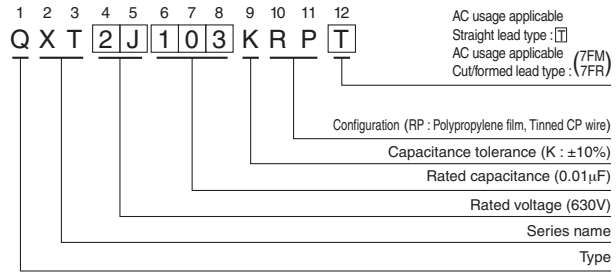 1 2 3 4 5 6 7 8 9 10 11 12
Q X T 2 J 1 0 3 K R P T
AC usage applicable
Straight lead type : T
AC usage applicable
Cut/formed lead type : (7FM 7FR)
Configuration (RP : Polypropylene film, Tinned CP wire)
Capacitance tolerance (K : ±10%)
Rated capacitance (0.01μF)
Rated voltage (630V)
Series name
Type